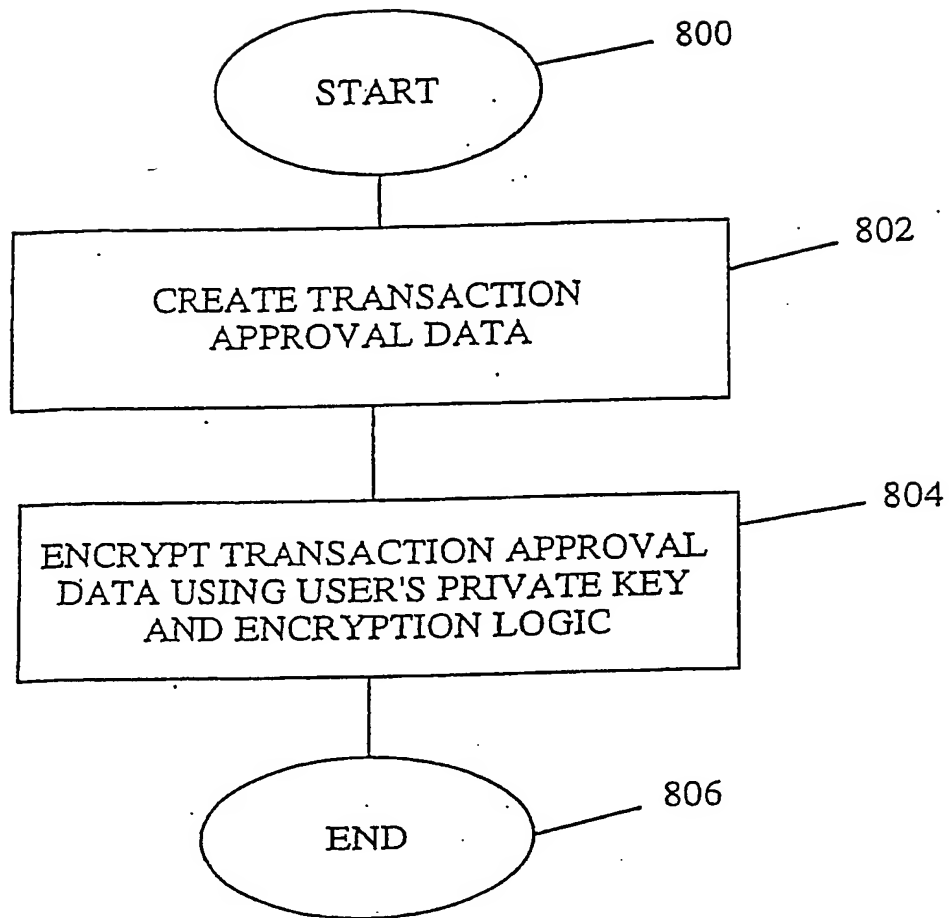 START
800
802
CREATE TRANSACTION
APPROVAL DATA
804
ENCRYPT TRANSACTION APPROVAL
DATA USING USER'S PRIVATE KEY
AND ENCRYPTION LOGIC
806
END